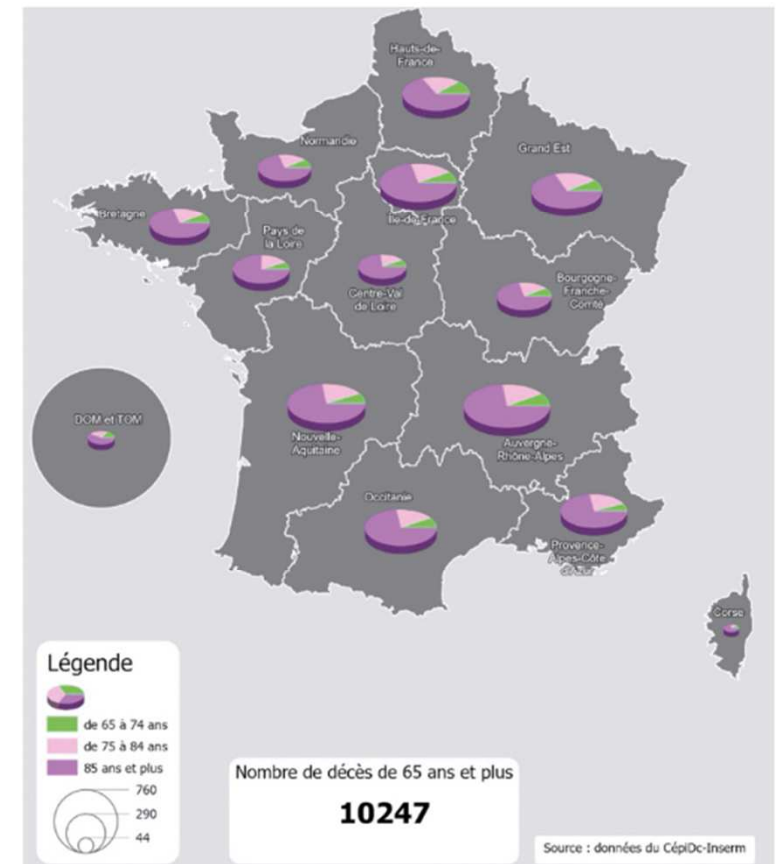 Hauts-de-
France
Normandie
Grand Est
Île-de-France
Bretagne
Pays de
la Loire
Centre-Val
de Loire
Bourgogne-
Franche-
Comté
DOM et TOM
Nouvelle-
Aquitaine
Auvergne-
Rhône-Alpes
Occitanie
Provence-
Alpes-Côte
Corse
Légende
de 65 à 74 ans
de 75 à 84 ans
85 ans et plus
760
290
44
Nombre de décès de 65 ans et plus
10247
Source : données du CépiDc-Inserm